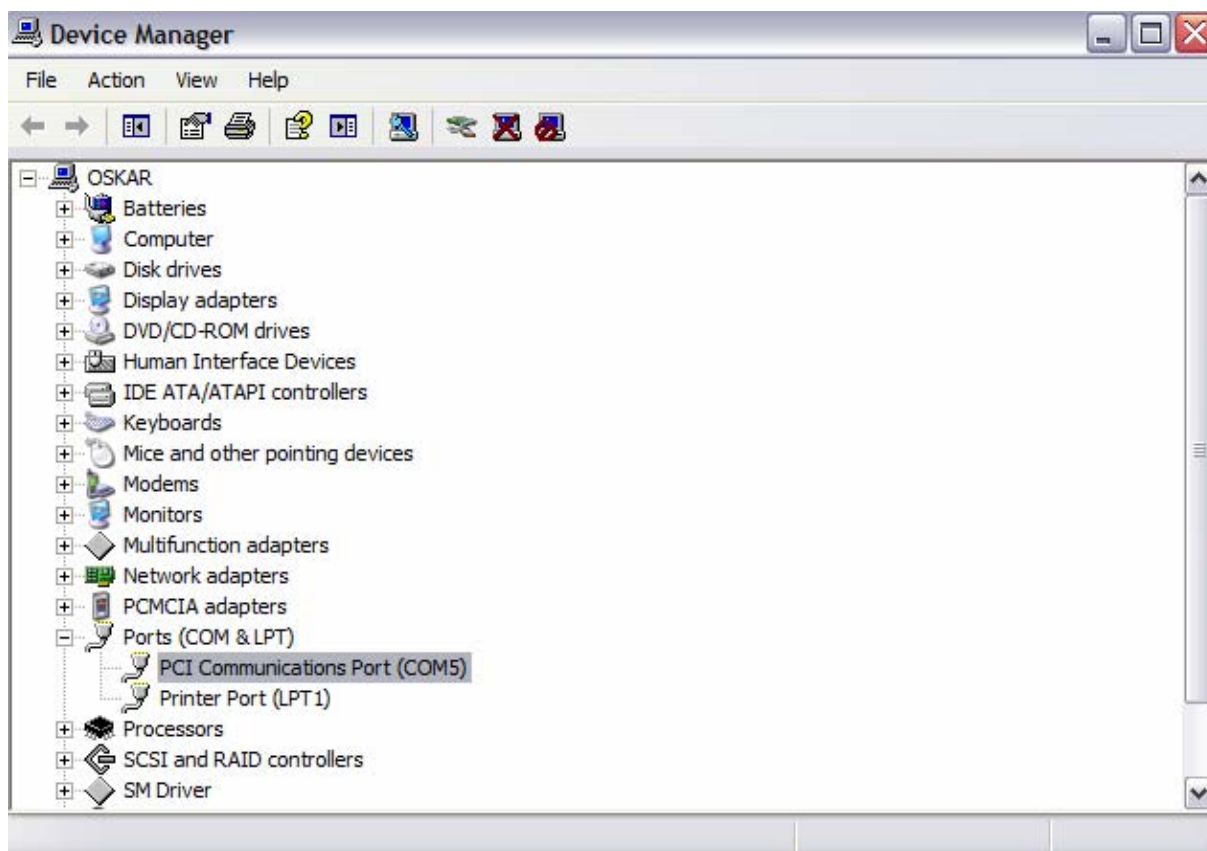 Device Manager
File Action View Help
OSKAR
Batteries
Computer
Disk drives
Display adapters
DVD/CD-ROM drives
Human Interface Devices
IDE ATA/ATAPI controllers
Keyboards
Mice and other pointing devices
Modems
Monitors
Multifunction adapters
Network adapters
PCMCIA adapters
Ports (COM & LPT)
PCI Communications Port (COM5)
Printer Port (LPT1)
Processors
SCSI and RAID controllers
SM Driver